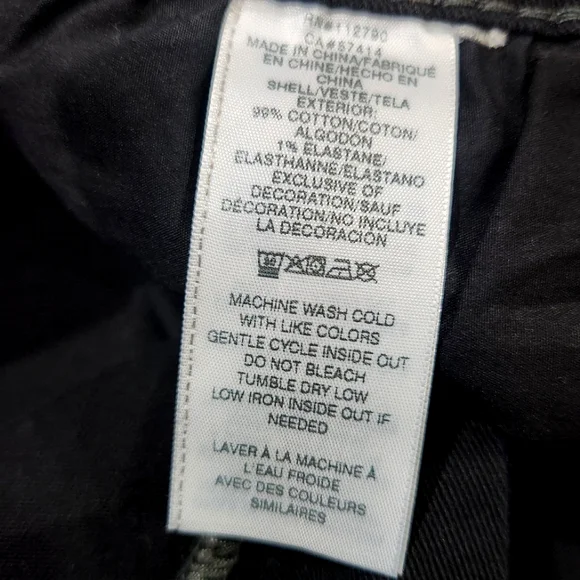 RN#112790
CA#57414
MADE IN CHINA/FABRIQUÉ
EN CHINE/HECHO EN
CHINA
SHELL/VESTE/TELA
EXTERIOR:
99% COTTON/COTON/
ALGODÓN
1% ELASTANE/
ELASTHANNE/ELASTANO
EXCLUSIVE OF
DECORATION/SAUF
DÉCORATION/NO INCLUYE
LA DECORACIÓN
MACHINE WASH COLD
WITH LIKE COLORS
GENTLE CYCLE INSIDE OUT
DO NOT BLEACH
TUMBLE DRY LOW
LOW IRON INSIDE OUT IF
NEEDED
LAVER À LA MACHINE À
L'EAU FROIDE
AVEC DES COULEURS
SIMILAIRES